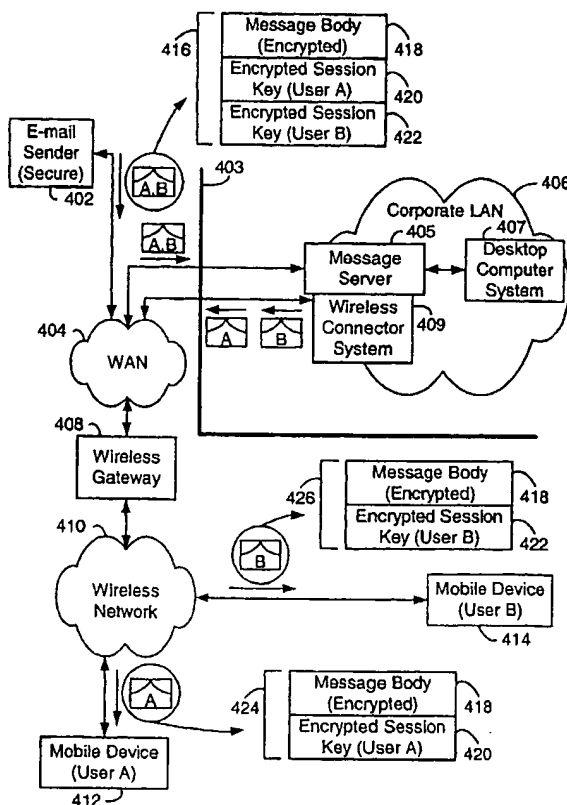 416
Message Body
(Encrypted)
418
Encrypted Session
Key (User A)
420
Encrypted Session
Key (User B)
422
E-mail
Sender
(Secure)
402
A,B
A,B
403
406
Corporate LAN
405
407
Message
Server
Desktop
Computer
System
Wireless
Connector
System
409
A
B
404
WAN
408
Wireless
Gateway
410
Wireless
Network
426
Message Body
(Encrypted)
418
Encrypted Session
Key (User B)
422
B
Mobile Device
(User B)
414
A
424
Message Body
(Encrypted)
418
Encrypted Session
Key (User A)
420
Mobile Device
(User A)
412